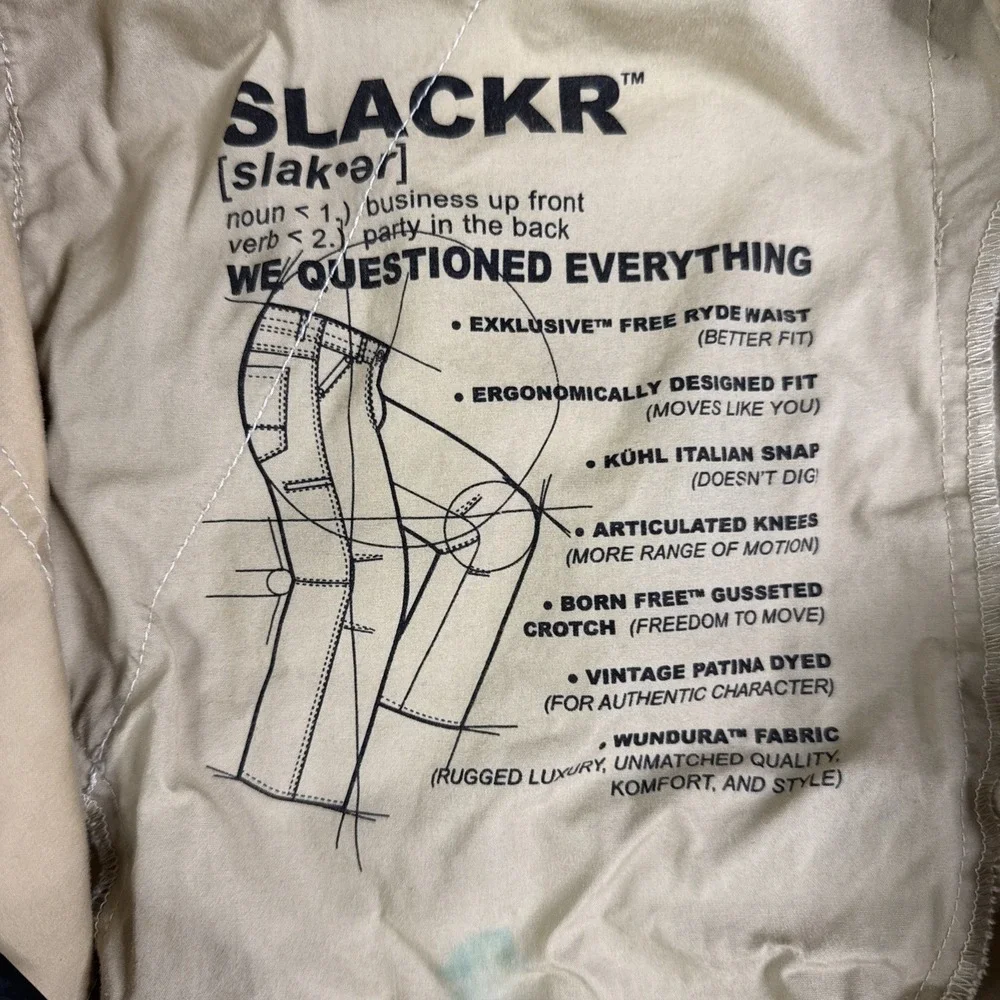 SLACKR™
[slak•ər]
noun < 1.) business up front
verb < 2.) party in the back
WE QUESTIONED EVERYTHING
• EXKLUSIVE™ FREE RYDE WAIST
(BETTER FIT)
• ERGONOMICALLY DESIGNED FIT
(MOVES LIKE YOU)
• KÜHL ITALIAN SNAP
(DOESN'T DIG)
• ARTICULATED KNEES
(MORE RANGE OF MOTION)
• BORN FREE™ GUSSETED
CROTCH (FREEDOM TO MOVE)
• VINTAGE PATINA DYED
(FOR AUTHENTIC CHARACTER)
• WUNDURA™ FABRIC
(RUGGED LUXURY, UNMATCHED QUALITY,
KOMFORT, AND STYLE)